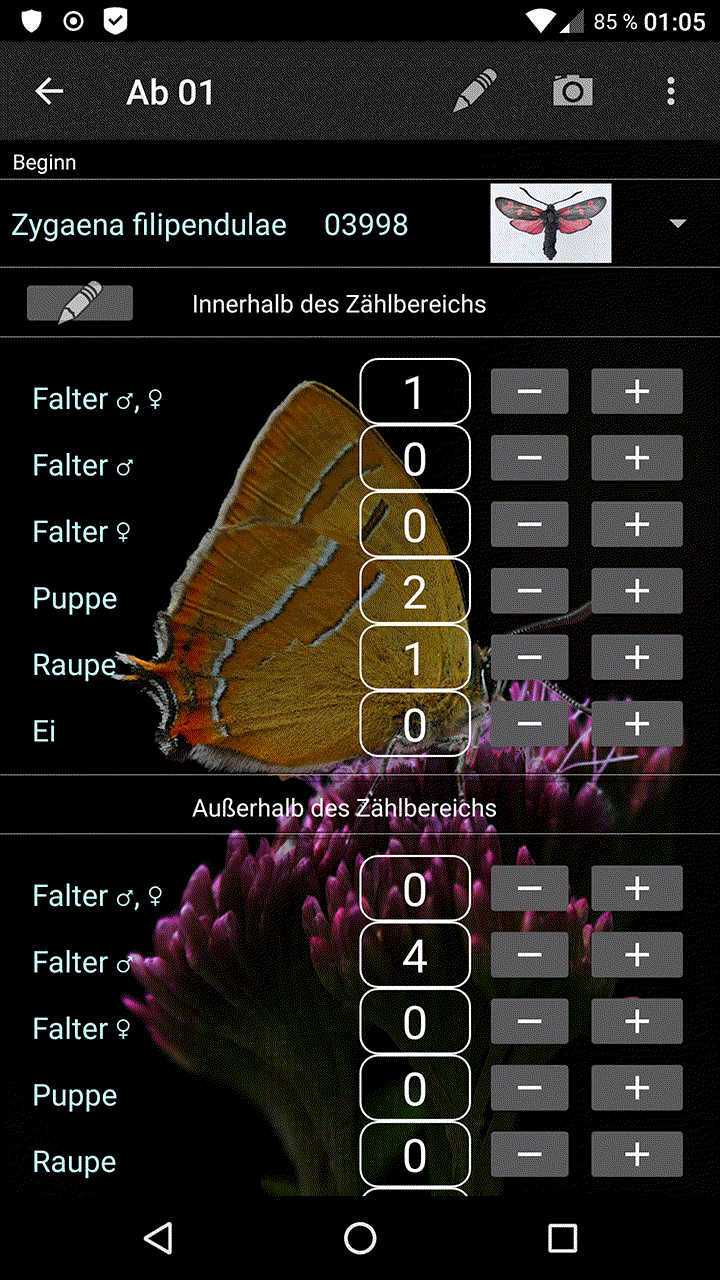 85 % 01:05
Ab 01
Beginn
Zygaena filipendulae 03998
Innerhalb des Zählbereichs
Falter ♂, ♀ 1 − +
Falter ♂ 0 − +
Falter ♀ 0 − +
Puppe 2 − +
Raupe 1 − +
Ei 0 − +
Außerhalb des Zählbereichs
Falter ♂, ♀ 0 − +
Falter ♂ 4 − +
Falter ♀ 0 − +
Puppe 0 − +
Raupe 0 − +